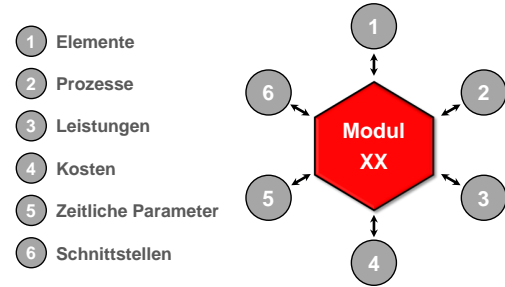 1 Elemente
2 Prozesse
3 Leistungen
4 Kosten
5 Zeitliche Parameter
6 Schnittstellen
1
6
2
Modul
XX
5
3
4